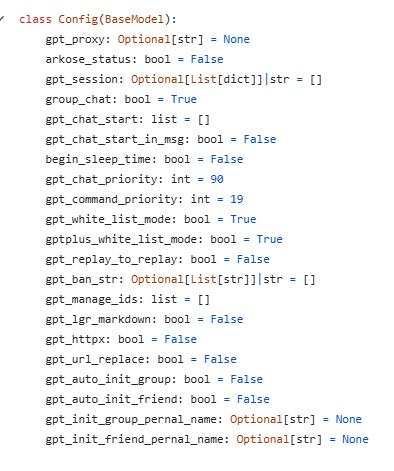 class Config(BaseModel):
    gpt_proxy: Optional[str] = None
    arkose_status: bool = False
    gpt_session: Optional[List[dict]]|str = []
    group_chat: bool = True
    gpt_chat_start: list = []
    gpt_chat_start_in_msg: bool = False
    begin_sleep_time: bool = False
    gpt_chat_priority: int = 90
    gpt_command_priority: int = 19
    gpt_white_list_mode: bool = True
    gptplus_white_list_mode: bool = True
    gpt_replay_to_replay: bool = False
    gpt_ban_str: Optional[List[str]]|str = []
    gpt_manage_ids: list = []
    gpt_lgr_markdown: bool = False
    gpt_httpx: bool = False
    gpt_url_replace: bool = False
    gpt_auto_init_group: bool = False
    gpt_auto_init_friend: bool = False
    gpt_init_group_pernal_name: Optional[str] = None
    gpt_init_friend_pernal_name: Optional[str] = None